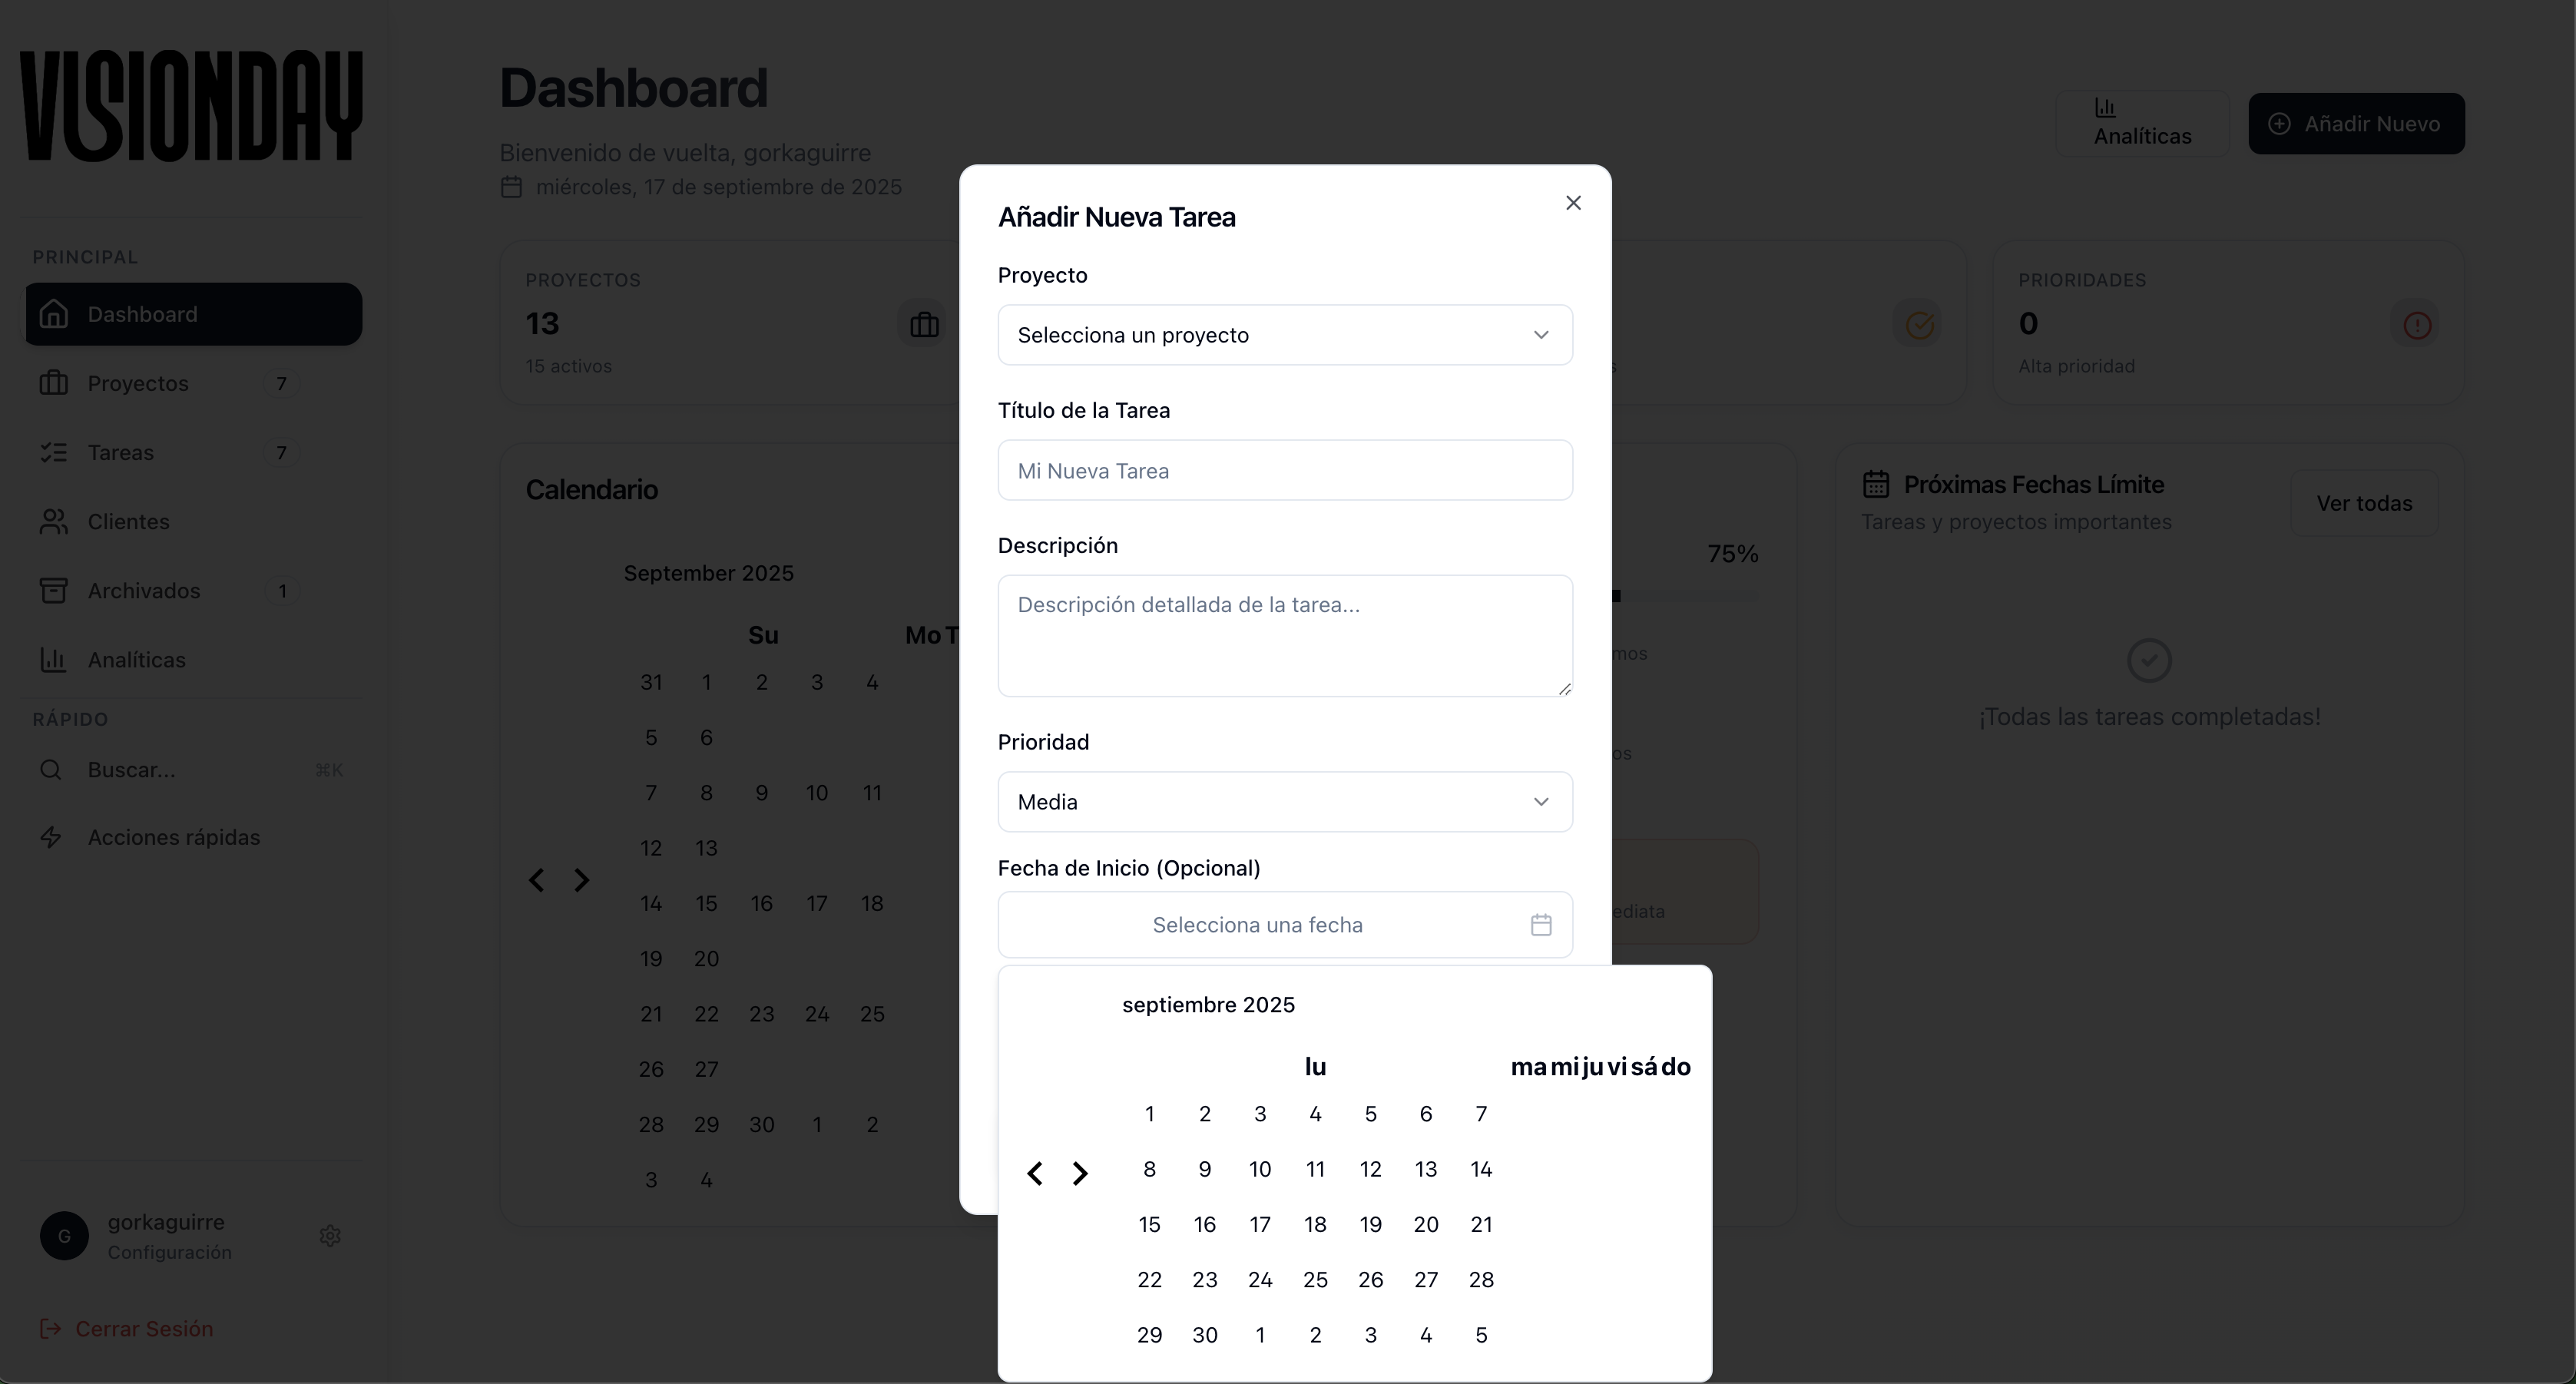 VISIONDAY
PRINCIPAL
Dashboard
Proyectos 7
Tareas 7
Clientes
Archivados 1
Analíticas
RÁPIDO
Buscar... ⌘K
Acciones rápidas
G
gorkaguirre
Configuración
Cerrar Sesión
Dashboard
Bienvenido de vuelta, gorkaguirre
miércoles, 17 de septiembre de 2025
Analíticas
Añadir Nuevo
PROYECTOS
13
15 activos
PRIORIDADES
0
Alta prioridad
Calendario
September 2025
Su Mo T
31 1 2 3 4
5 6
7 8 9 10 11
12 13
14 15 16 17 18
19 20
21 22 23 24 25
26 27
28 29 30 1 2
3 4
75%
mos
os
ediata
Próximas Fechas Límite
Tareas y proyectos importantes
Ver todas
¡Todas las tareas completadas!
Añadir Nueva Tarea
Proyecto
Selecciona un proyecto
Título de la Tarea
Mi Nueva Tarea
Descripción
Descripción detallada de la tarea...
Prioridad
Media
Fecha de Inicio (Opcional)
Selecciona una fecha
septiembre 2025
lu ma mi ju vi sá do
1 2 3 4 5 6 7
8 9 10 11 12 13 14
15 16 17 18 19 20 21
22 23 24 25 26 27 28
29 30 1 2 3 4 5